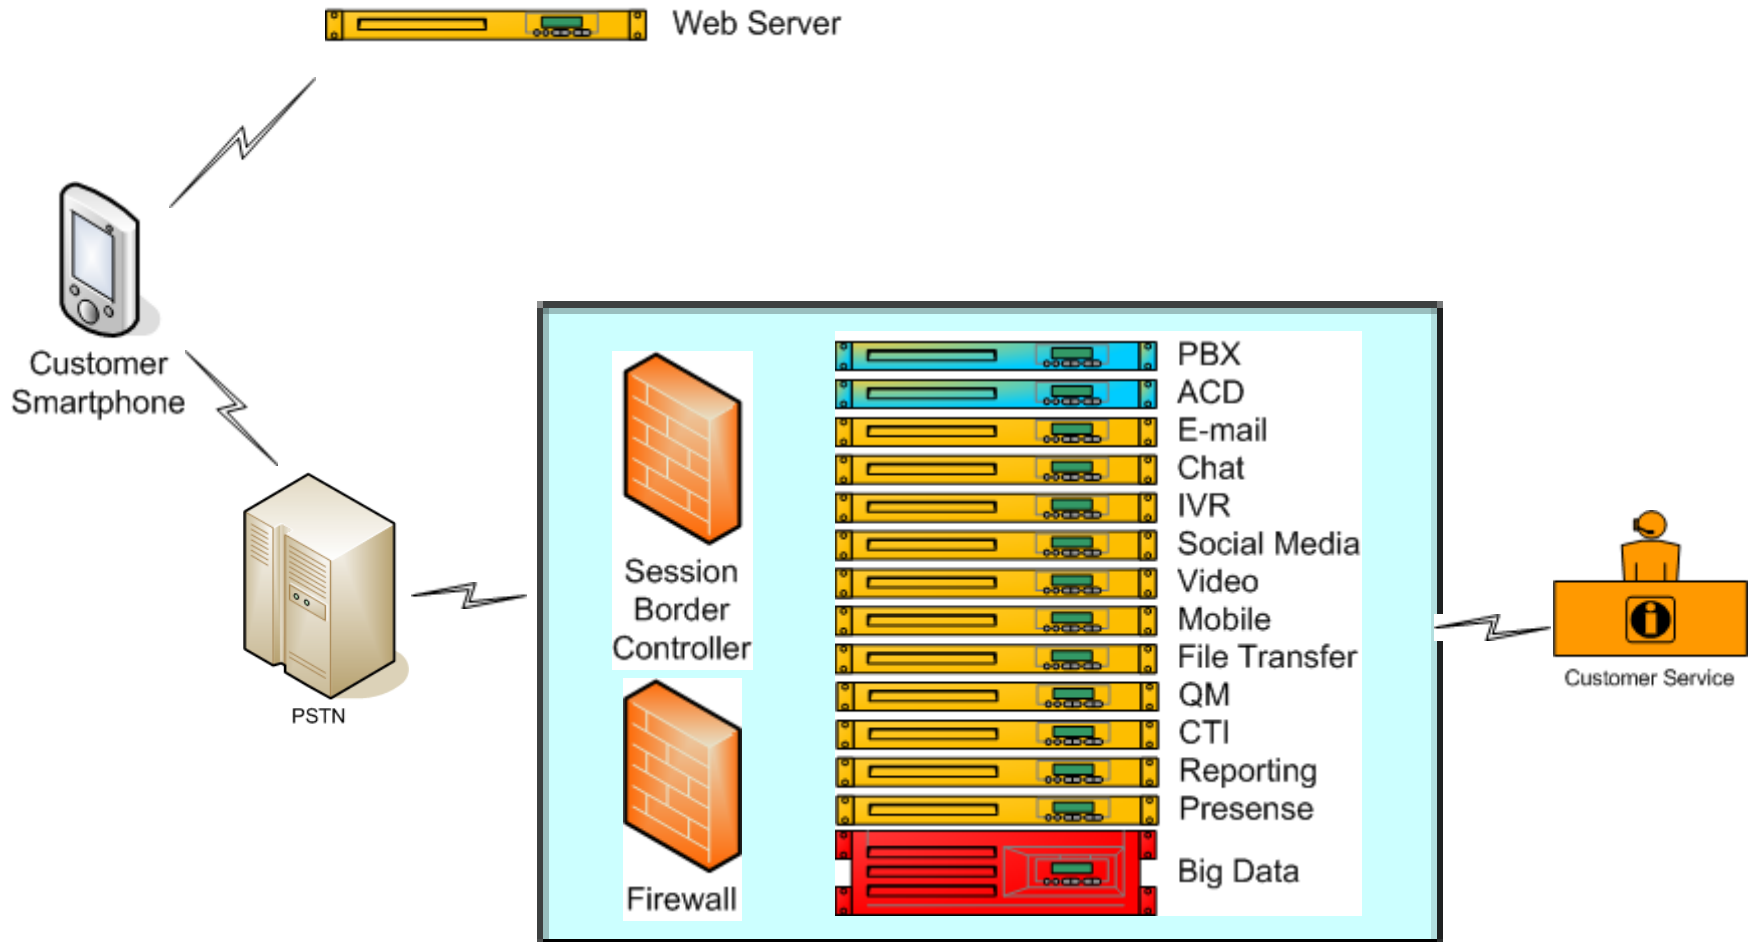 Web Server
Customer
Smartphone
PSTN
Session
Border
Controller
Firewall
PBX
ACD
E-mail
Chat
IVR
Social Media
Video
Mobile
File Transfer
QM
CTI
Reporting
Presense
Big Data
i
Customer Service